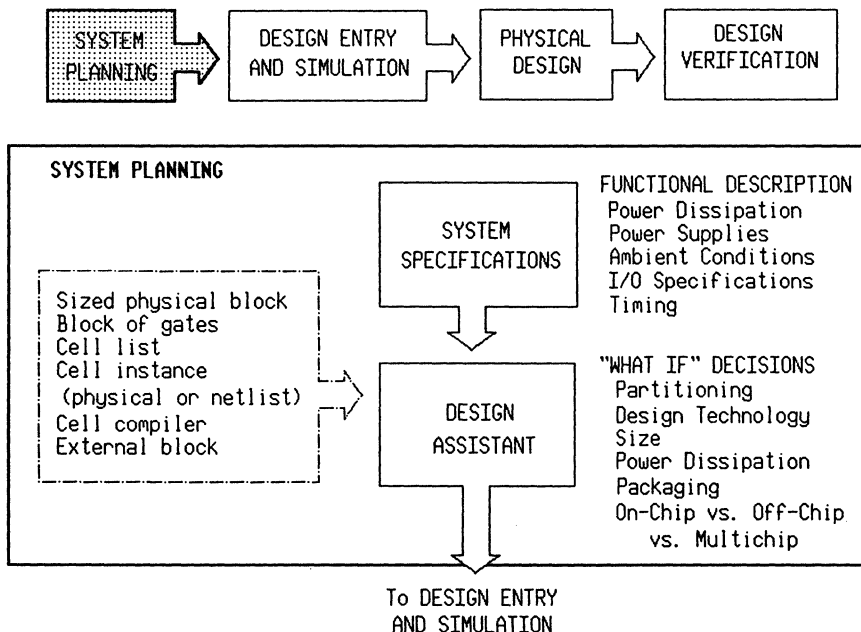 SYSTEM
PLANNING
DESIGN ENTRY
AND SIMULATION
PHYSICAL
DESIGN
DESIGN
VERIFICATION
SYSTEM PLANNING
SYSTEM
SPECIFICATIONS
FUNCTIONAL DESCRIPTION
Power Dissipation
Power Supplies
Ambient Conditions
I/O Specifications
Timing
Sized physical block
Block of gates
Cell list
Cell instance
(physical or netlist)
Cell compiler
External block
DESIGN
ASSISTANT
"WHAT IF" DECISIONS
Partitioning
Design Technology
Size
Power Dissipation
Packaging
On-Chip vs. Off-Chip
vs. Multichip
To DESIGN ENTRY
AND SIMULATION